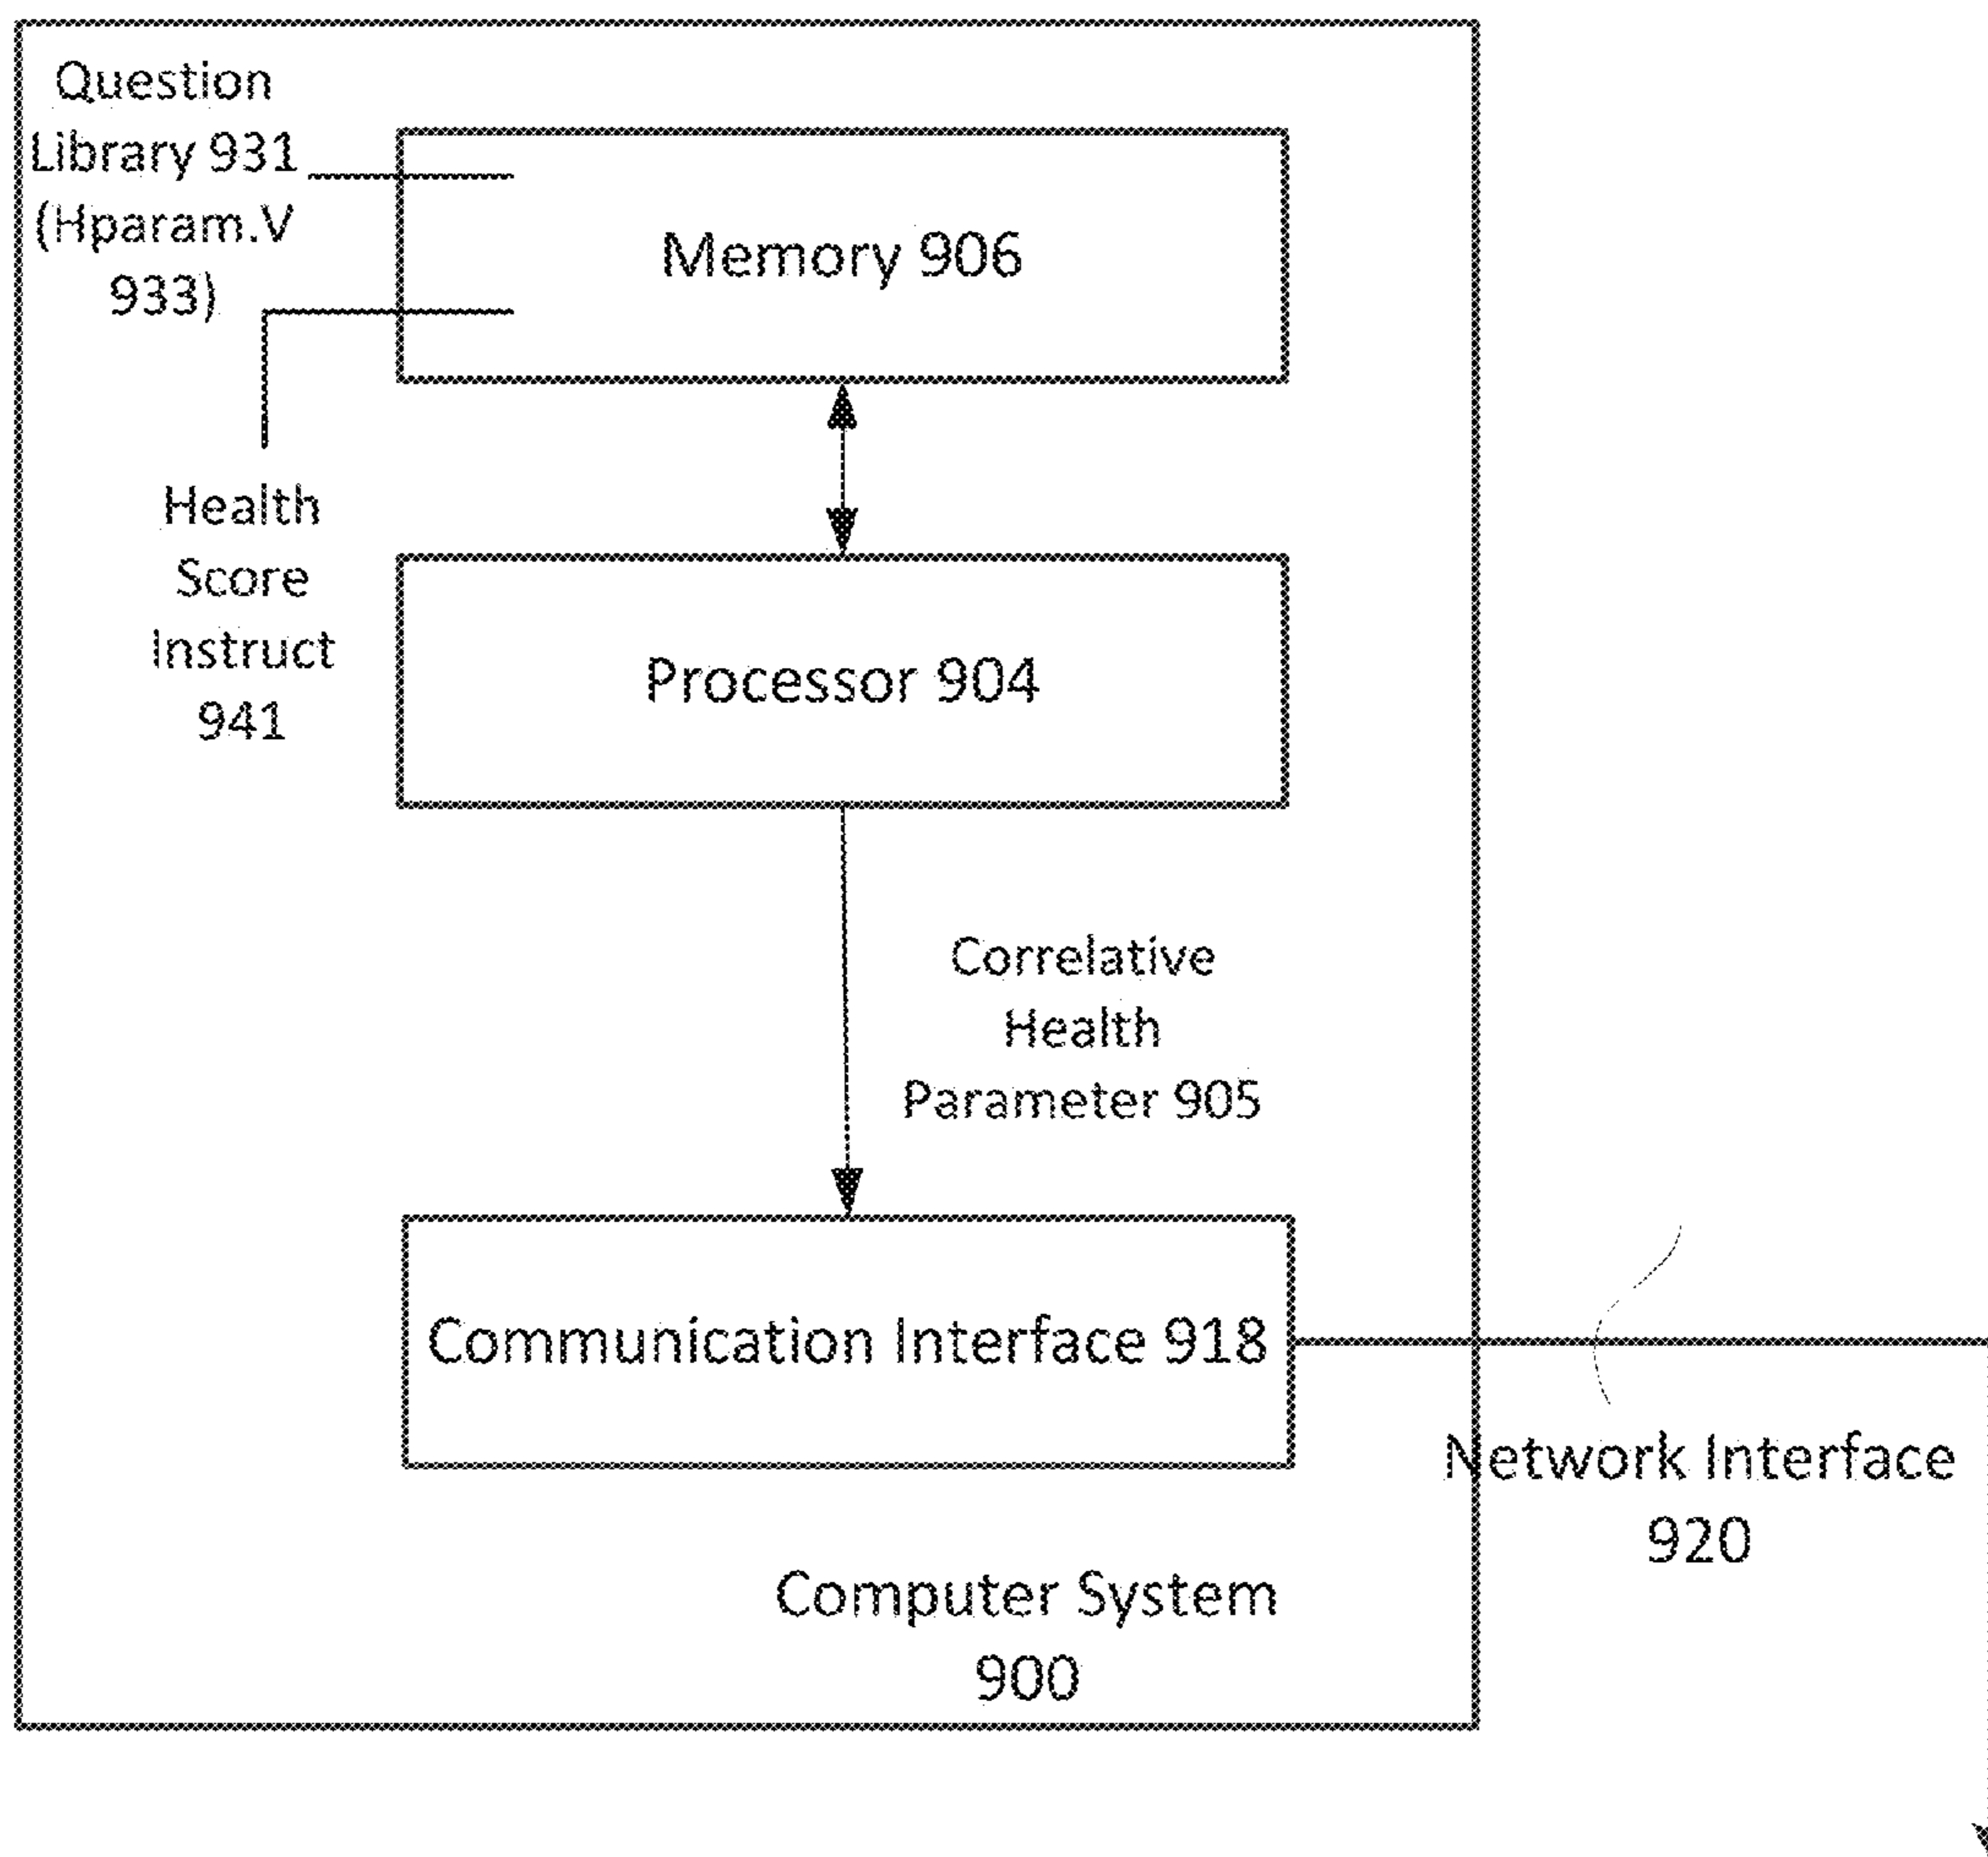 Question
Library 931
(Hparam.V
933)
Memory 906
Health
Score
Instruct
941
Processor 904
Correlative
Health
Parameter 905
Communication Interface 918
Network Interface
920
Computer System
900